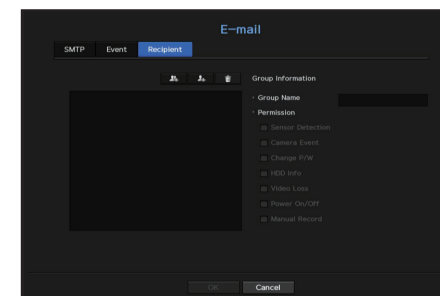 E-mail
SMTP Event Recipient
Group Information
Group Name
Permission
Sensor Detection
Camera Event
Change P/W
HDD Info
Video Loss
Power On/Off
Manual Record
OK Cancel